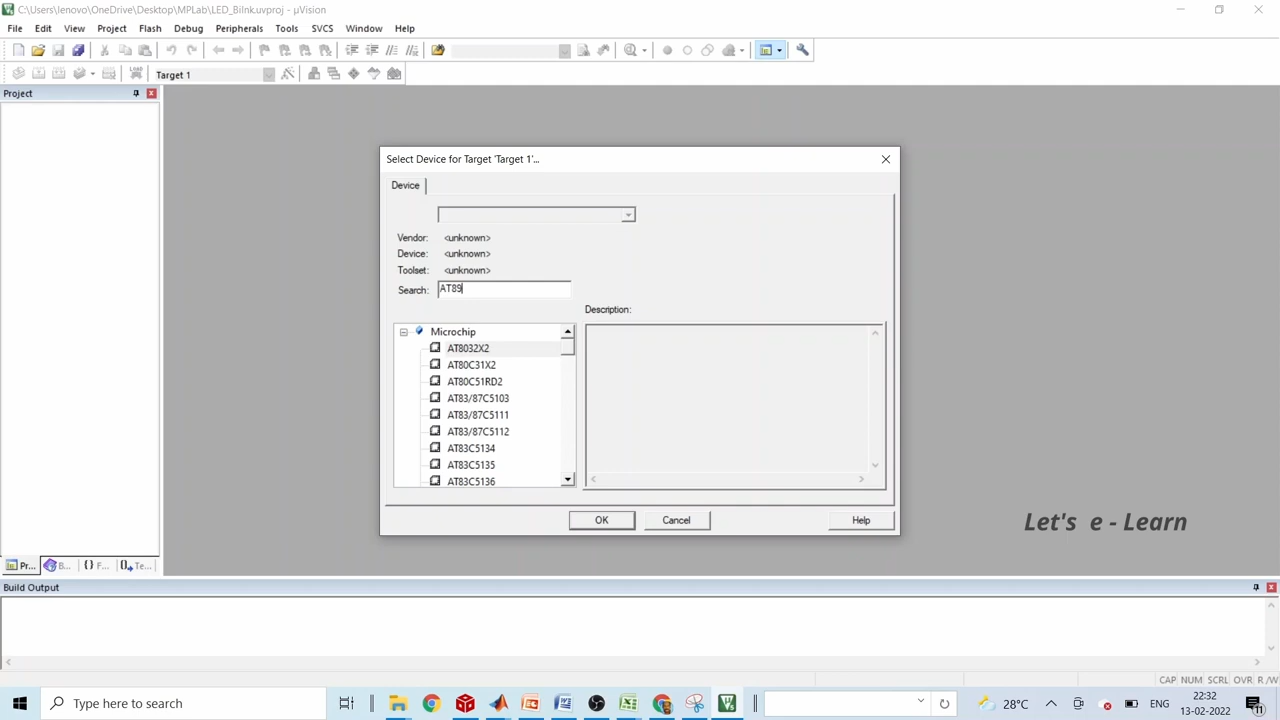 C:\Users\lenovo\OneDrive\Desktop\MPLab\LED_Bilnk.uvproj - µVision
File Edit View Project Flash Debug Peripherals Tools SVCS Window Help
Target 1
Project
Select Device for Target 'Target 1'...
Device
Vendor: <unknown>
Device: <unknown>
Toolset: <unknown>
Search: AT89
Description:
Microchip
AT8032X2
AT80C31X2
AT80C51RD2
AT83/87C5103
AT83/87C5111
AT83/87C5112
AT83C5134
AT83C5135
AT83C5136
OK Cancel Help
Let's e - Learn
Pr... B... {} F... () Te...
Build Output
CAP NUM SCRL OVR R /W
Type here to search
28°C
ENG
22:32
13-02-2022
11